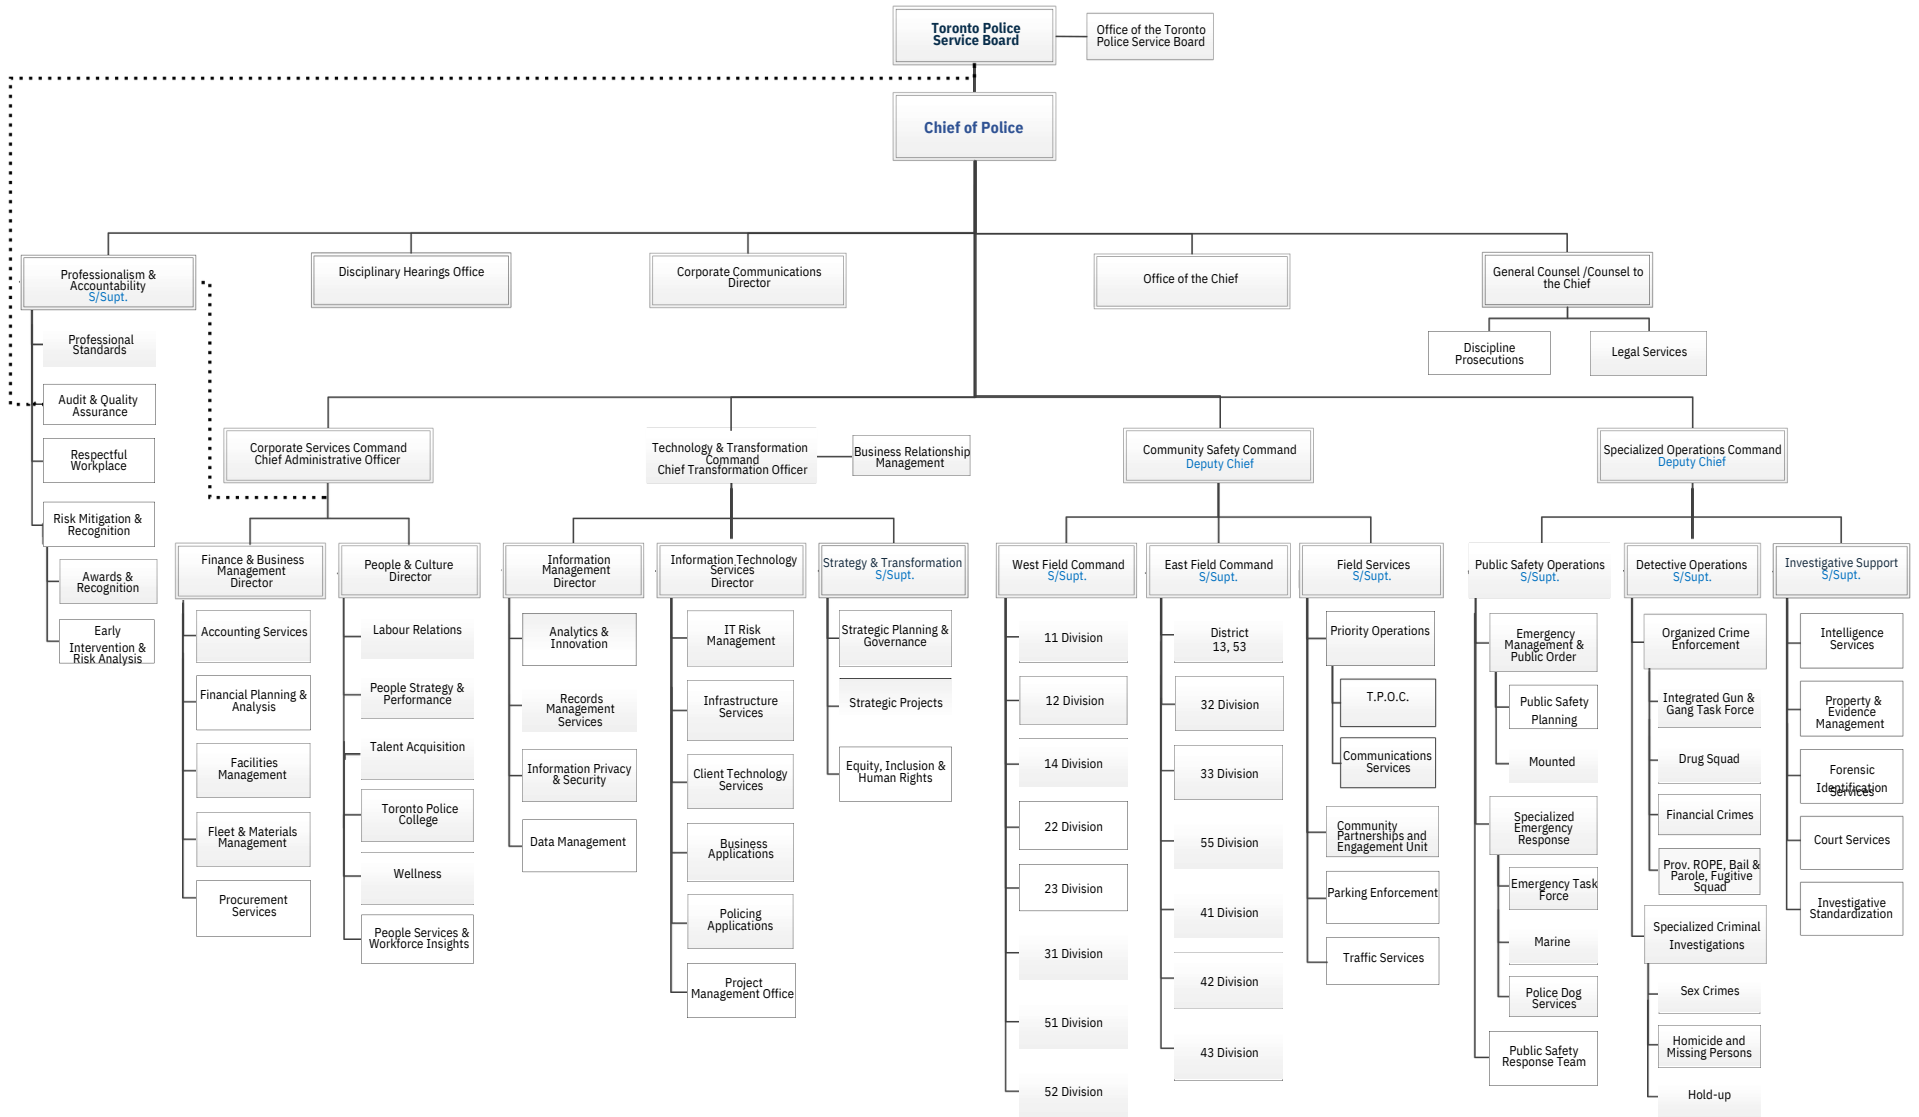 Toronto Police
Service Board
Office of the Toronto
Police Service Board
Chief of Police
Professionalism &
Accountability
S/Supt.
Disciplinary Hearings Office
Corporate Communications
Director
Office of the Chief
General Counsel /Counsel to
the Chief
Professional
Standards
Audit & Quality
Assurance
Respectful
Workplace
Risk Mitigation &
Recognition
Awards &
Recognition
Early
Intervention &
Risk Analysis
Discipline
Prosecutions
Legal Services
Corporate Services Command
Chief Administrative Officer
Technology & Transformation
Command
Chief Transformation Officer
Business Relationship
Management
Community Safety Command
Deputy Chief
Specialized Operations Command
Deputy Chief
Finance & Business
Management
Director
Accounting Services
Financial Planning &
Analysis
Facilities
Management
Fleet & Materials
Management
Procurement
Services
People & Culture
Director
Labour Relations
People Strategy &
Performance
Talent Acquisition
Toronto Police
College
Wellness
People Services &
Workforce Insights
Information
Management
Director
Analytics &
Innovation
Records
Management
Services
Information Privacy
& Security
Data Management
Information Technology
Services
Director
IT Risk
Management
Infrastructure
Services
Client Technology
Services
Business
Applications
Policing
Applications
Project
Management Office
Strategy & Transformation
S/Supt.
Strategic Planning &
Governance
Strategic Projects
Equity, Inclusion &
Human Rights
West Field Command
S/Supt.
11 Division
12 Division
14 Division
22 Division
23 Division
31 Division
51 Division
52 Division
East Field Command
S/Supt.
District
13, 53
32 Division
33 Division
55 Division
41 Division
42 Division
43 Division
Field Services
S/Supt.
Priority Operations
T.P.O.C.
Communications
Services
Community
Partnerships and
Engagement Unit
Parking Enforcement
Traffic Services
Public Safety Operations
S/Supt.
Emergency
Management &
Public Order
Public Safety
Planning
Mounted
Specialized
Emergency
Response
Emergency Task
Force
Marine
Police Dog
Services
Public Safety
Response Team
Detective Operations
S/Supt.
Organized Crime
Enforcement
Integrated Gun &
Gang Task Force
Drug Squad
Financial Crimes
Prov. ROPE, Bail &
Parole, Fugitive
Squad
Specialized Criminal
Investigations
Sex Crimes
Homicide and
Missing Persons
Hold-up
Investigative Support
S/Supt.
Intelligence
Services
Property &
Evidence
Management
Forensic
Identification
Services
Court Services
Investigative
Standardization